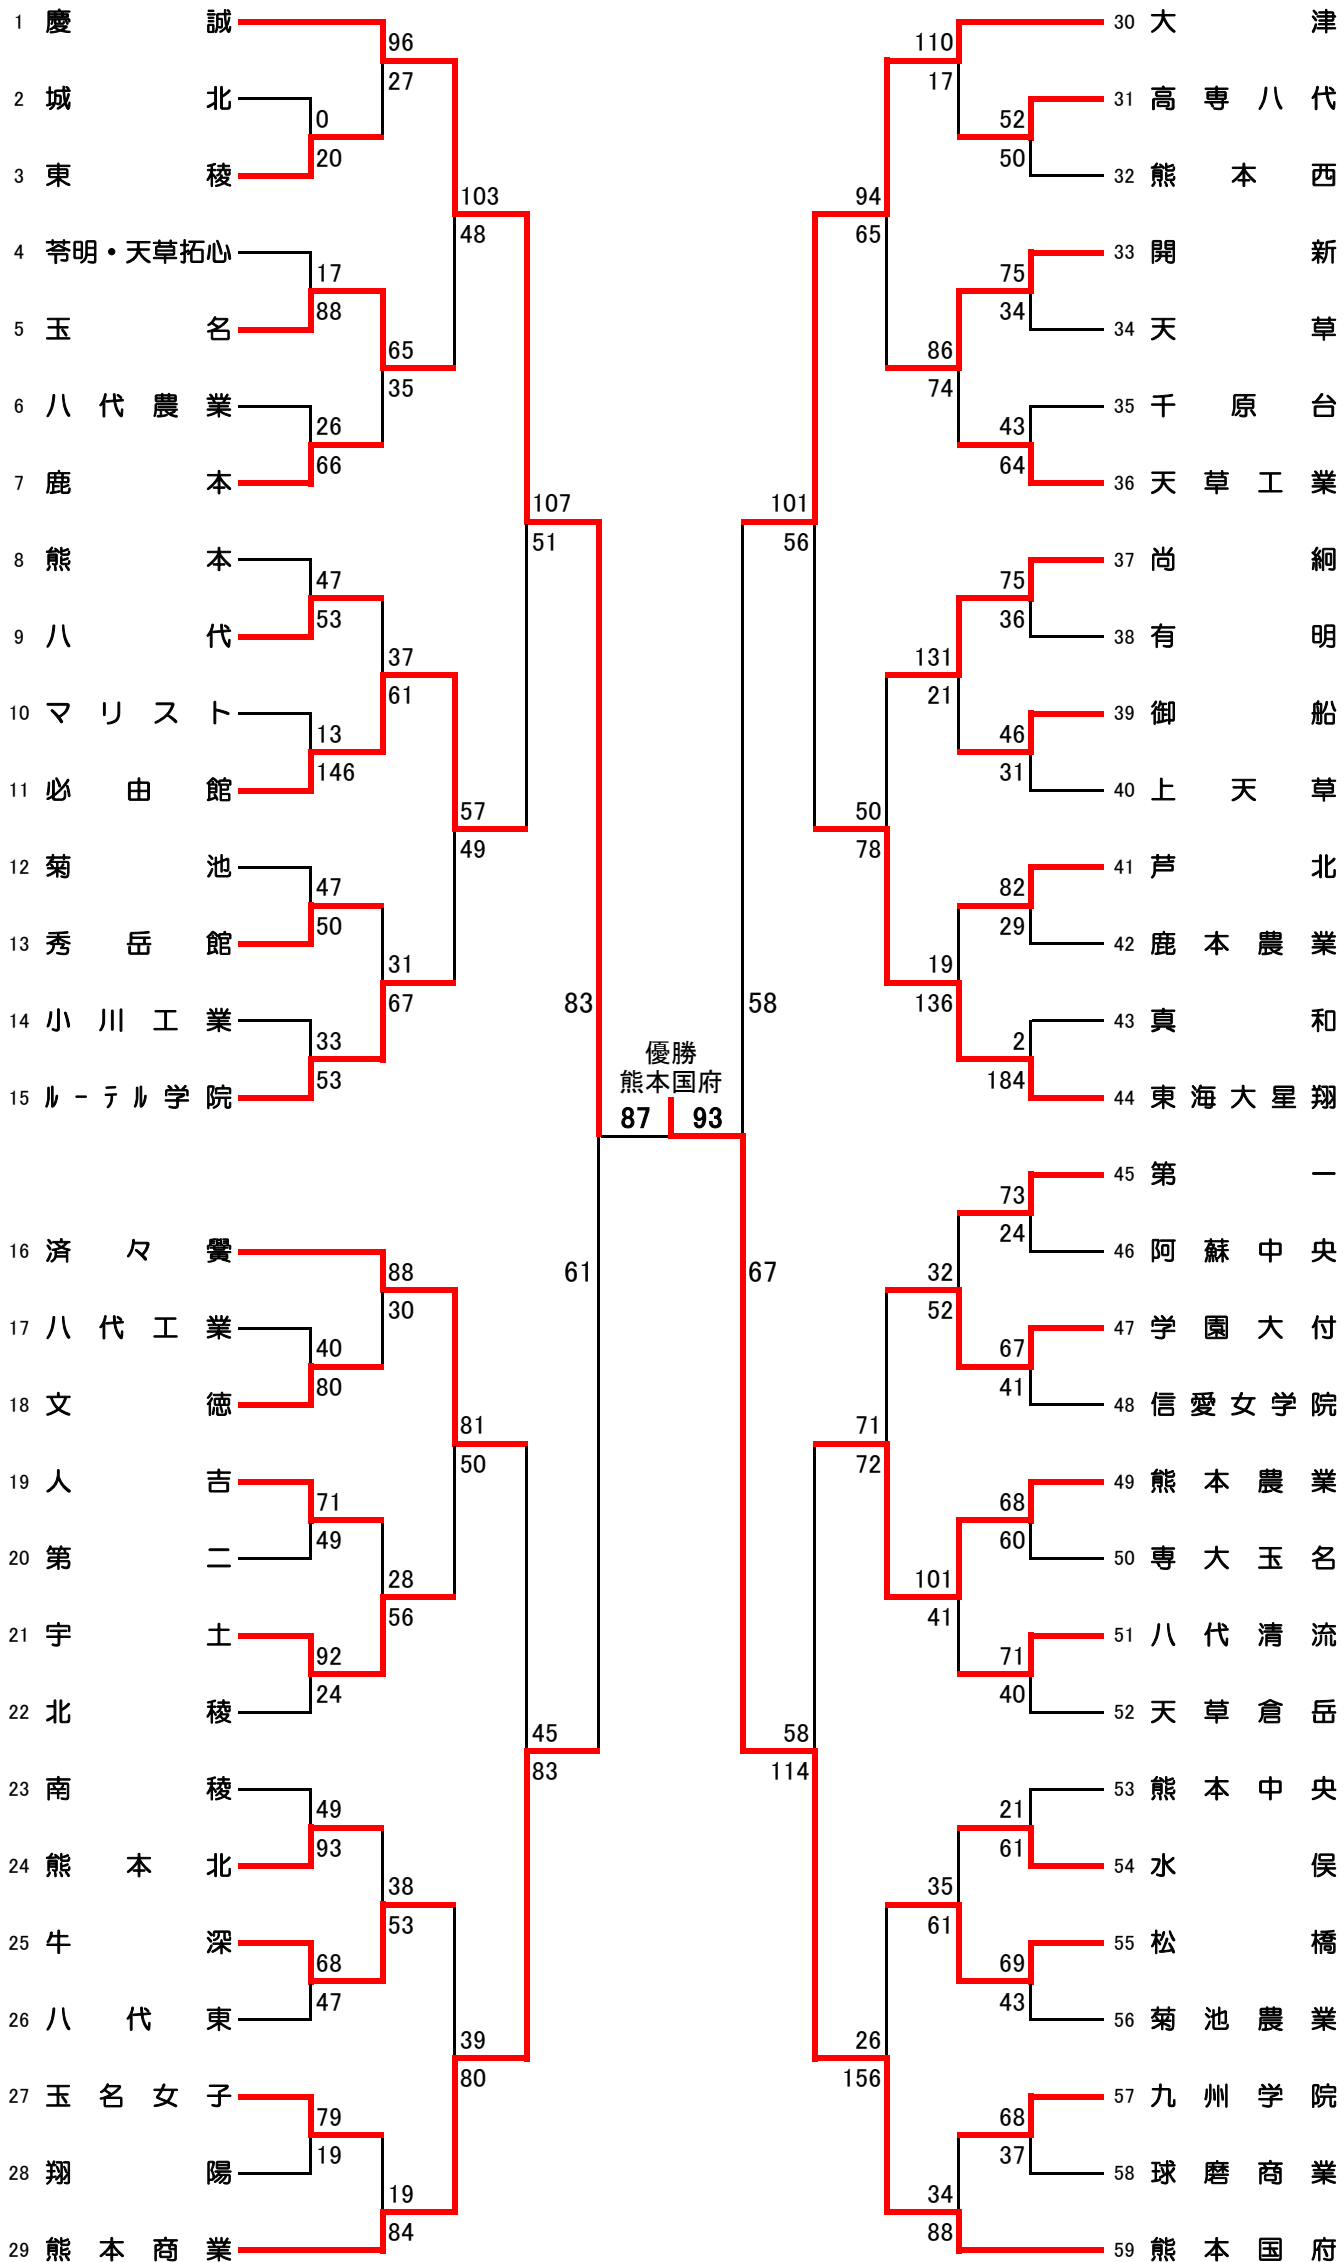 1 慶誠
96
27
2 城北
0
20
3 東稜
103
48
4 苓明・天草拓心
17
88
5 玉名
65
35
6 八代農業
26
66
7 鹿本
107
51
8 熊本
47
53
9 八代
37
61
10 マリスト
13
146
11 必由館
57
49
12 菊池
47
50
13 秀岳館
31
67
14 小川工業
33
53
15 ﾙｰﾃﾙ学院
83
61
16 済々黌
88
30
17 八代工業
40
80
18 文徳
81
50
19 人吉
71
49
20 第二
28
56
21 宇土
92
24
22 北稜
45
83
23 南稜
49
93
24 熊本北
38
53
25 牛深
68
47
26 八代東
39
80
27 玉名女子
79
19
28 翔陽
19
84
29 熊本商業
優勝
熊本国府
87 93
30 大津
110
17
31 高専八代
52
50
32 熊本西
94
65
33 開新
75
34
34 天草
86
74
35 千原台
43
64
36 天草工業
101
56
37 尚絅
75
36
38 有明
131
21
39 御船
46
31
40 上天草
50
78
41 芦北
82
29
42 鹿本農業
19
136
43 真和
2
184
44 東海大星翔
58
67
45 第一
73
24
46 阿蘇中央
32
52
47 学園大付
67
41
48 信愛女学院
71
72
49 熊本農業
68
60
50 専大玉名
101
41
51 八代清流
71
40
52 天草倉岳
58
114
53 熊本中央
21
61
54 水俣
35
61
55 松橋
69
43
56 菊池農業
26
156
57 九州学院
68
37
58 球磨商業
34
88
59 熊本国府